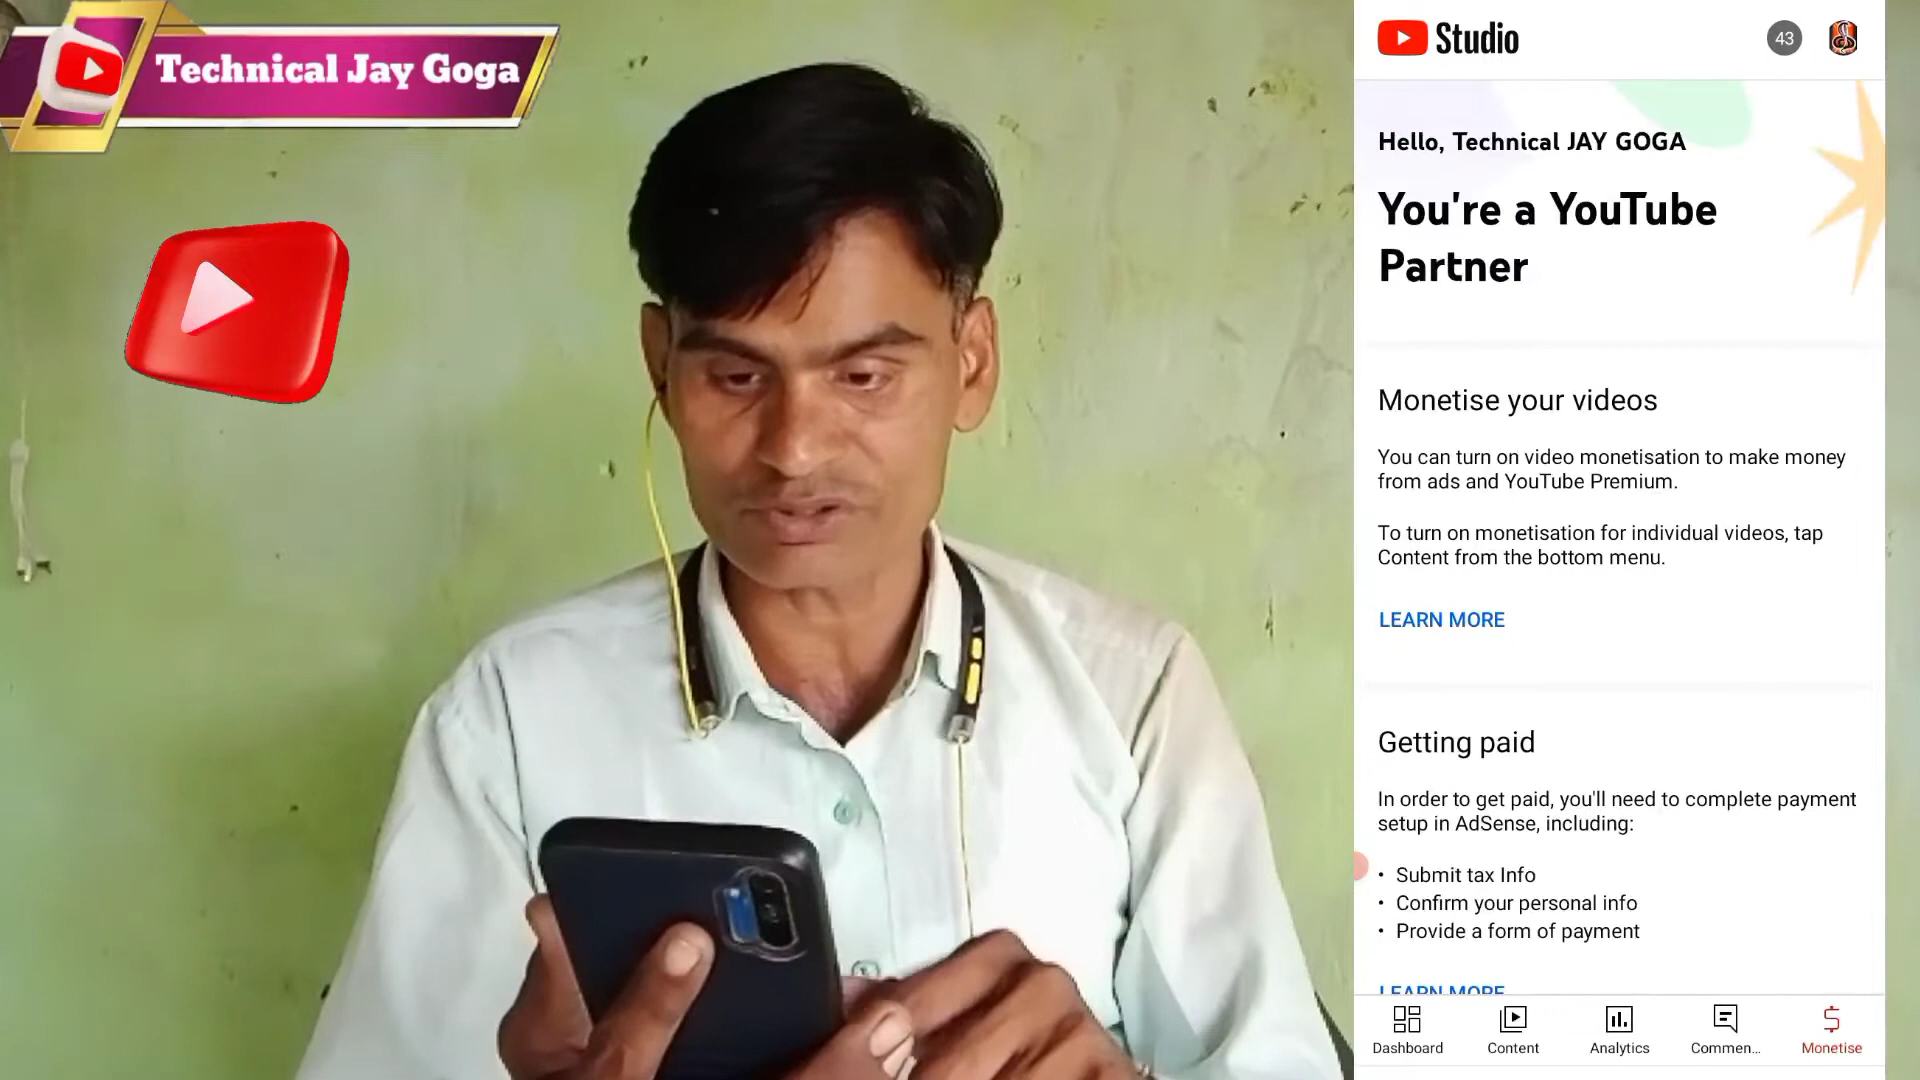 Technical Jay Goga
Studio
43
Hello, Technical JAY GOGA
You're a YouTube
Partner
Monetise your videos
You can turn on video monetisation to make money
from ads and YouTube Premium.
To turn on monetisation for individual videos, tap
Content from the bottom menu.
LEARN MORE
Getting paid
In order to get paid, you'll need to complete payment
setup in AdSense, including:
• Submit tax Info
• Confirm your personal info
• Provide a form of payment
LEARN MORE
Dashboard
Content
Analytics
Commen...
Monetise